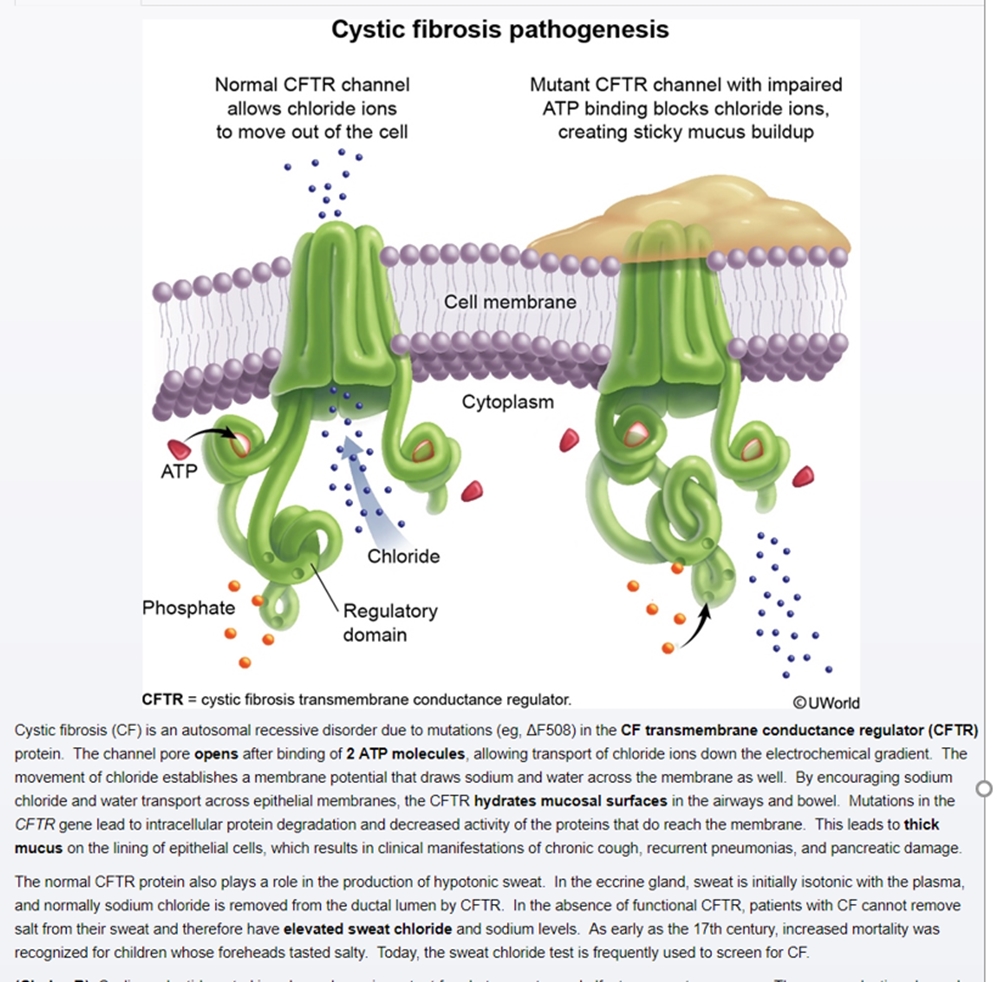 Cystic fibrosis pathogenesis
Normal CFTR channel
allows chloride ions
to move out of the cell
Mutant CFTR channel with impaired
ATP binding blocks chloride ions,
creating sticky mucus buildup
Cell membrane
Cytoplasm
ATP
Chloride
Phosphate
Regulatory
domain
CFTR = cystic fibrosis transmembrane conductance regulator.
©UWorld
Cystic fibrosis (CF) is an autosomal recessive disorder due to mutations (eg, ΔF508) in the CF transmembrane conductance regulator (CFTR)
protein. The channel pore opens after binding of 2 ATP molecules, allowing transport of chloride ions down the electrochemical gradient. The
movement of chloride establishes a membrane potential that draws sodium and water across the membrane as well. By encouraging sodium
chloride and water transport across epithelial membranes, the CFTR hydrates mucosal surfaces in the airways and bowel. Mutations in the
CFTR gene lead to intracellular protein degradation and decreased activity of the proteins that do reach the membrane. This leads to thick
mucus on the lining of epithelial cells, which results in clinical manifestations of chronic cough, recurrent pneumonias, and pancreatic damage.
The normal CFTR protein also plays a role in the production of hypotonic sweat. In the eccrine gland, sweat is initially isotonic with the plasma,
and normally sodium chloride is removed from the ductal lumen by CFTR. In the absence of functional CFTR, patients with CF cannot remove
salt from their sweat and therefore have elevated sweat chloride and sodium levels. As early as the 17th century, increased mortality was
recognized for children whose foreheads tasted salty. Today, the sweat chloride test is frequently used to screen for CF.